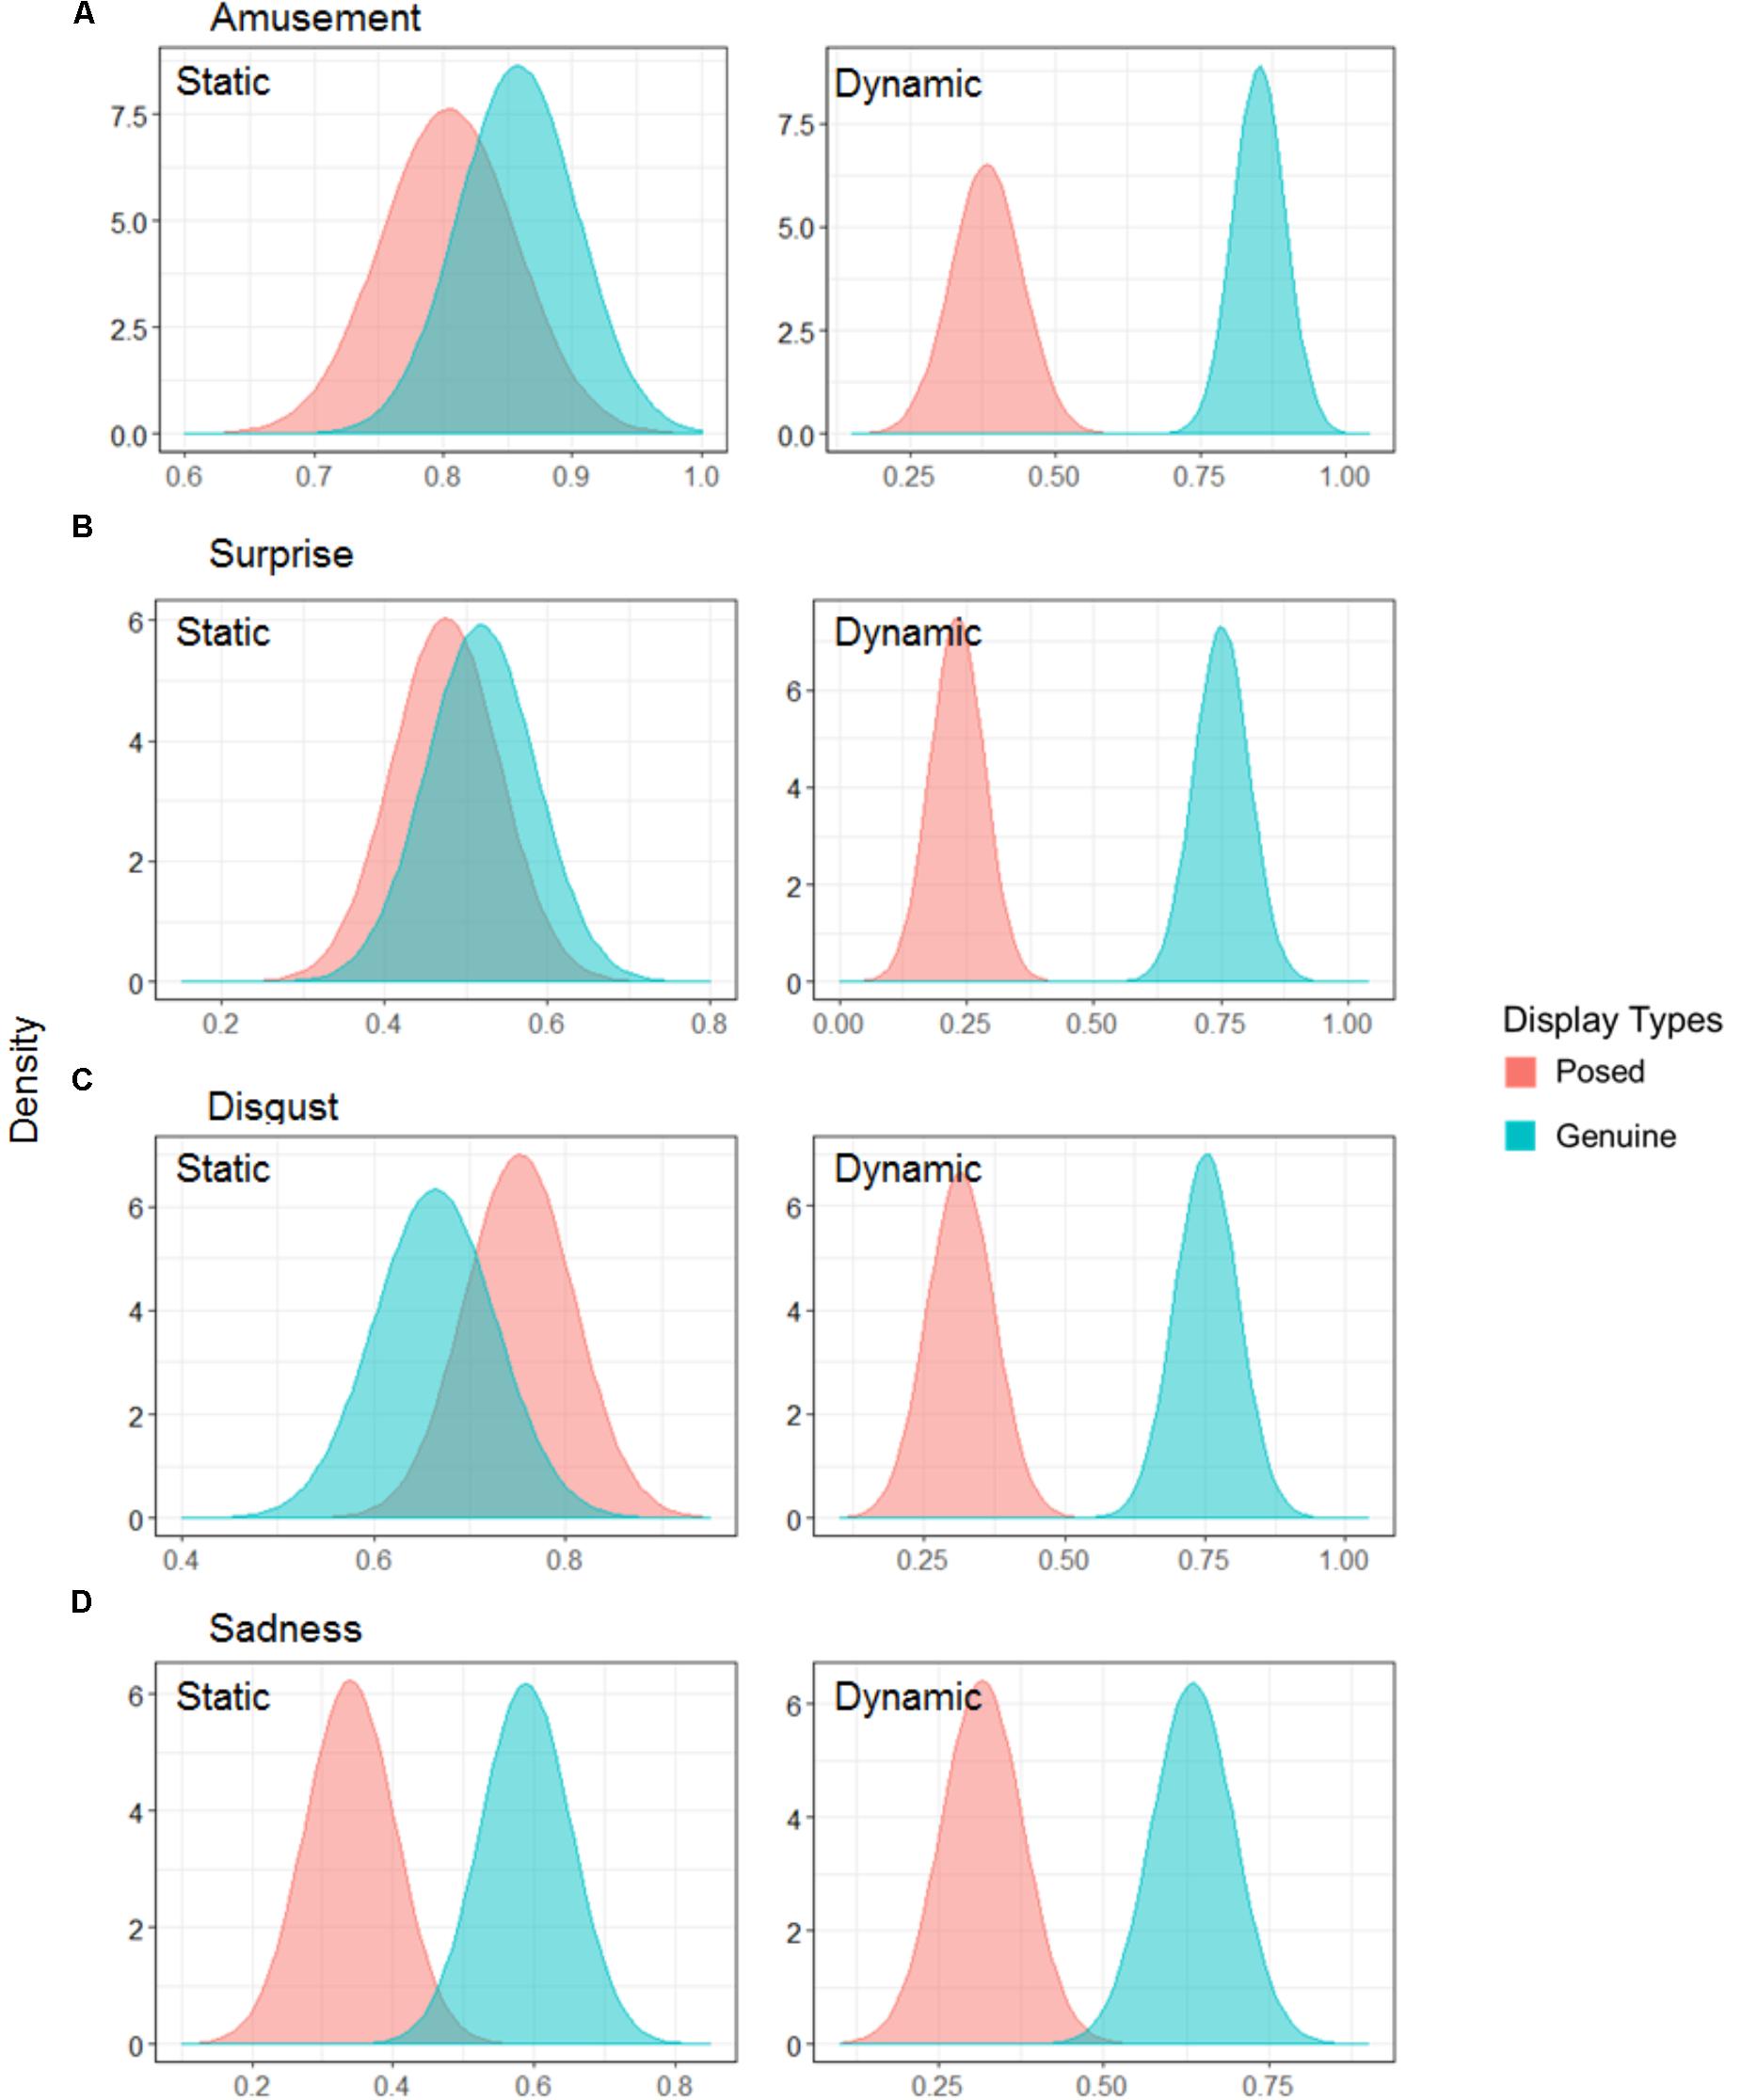 A
Amusement
Static
7.5
5.0
2.5
0.0
0.6 0.7 0.8 0.9 1.0
Dynamic
7.5
5.0
2.5
0.0
0.25 0.50 0.75 1.00
B
Surprise
Static
6
4
2
0
0.2 0.4 0.6 0.8
Dynamic
6
4
2
0
0.00 0.25 0.50 0.75 1.00
C
Disgust
Static
6
4
2
0
0.4 0.6 0.8
Dynamic
6
4
2
0
0.25 0.50 0.75 1.00
D
Sadness
Static
6
4
2
0
0.2 0.4 0.6 0.8
Dynamic
6
4
2
0
0.25 0.50 0.75
Density
Display Types
Posed
Genuine